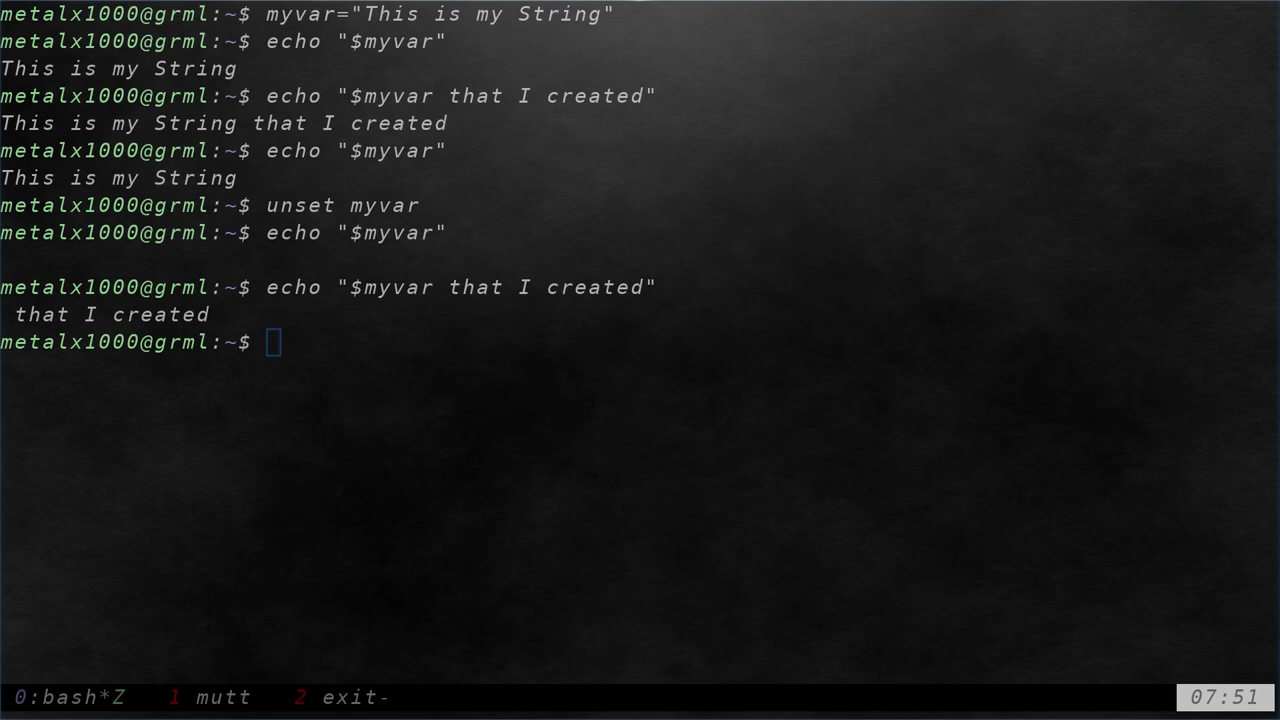 metalx1000@grml:~$ myvar="This is my String"
metalx1000@grml:~$ echo "$myvar"
This is my String
metalx1000@grml:~$ echo "$myvar that I created"
This is my String that I created
metalx1000@grml:~$ echo "$myvar"
This is my String
metalx1000@grml:~$ unset myvar
metalx1000@grml:~$ echo "$myvar"

metalx1000@grml:~$ echo "$myvar that I created"
 that I created
metalx1000@grml:~$
0:bash*Z 1 mutt 2 exit- 07:51